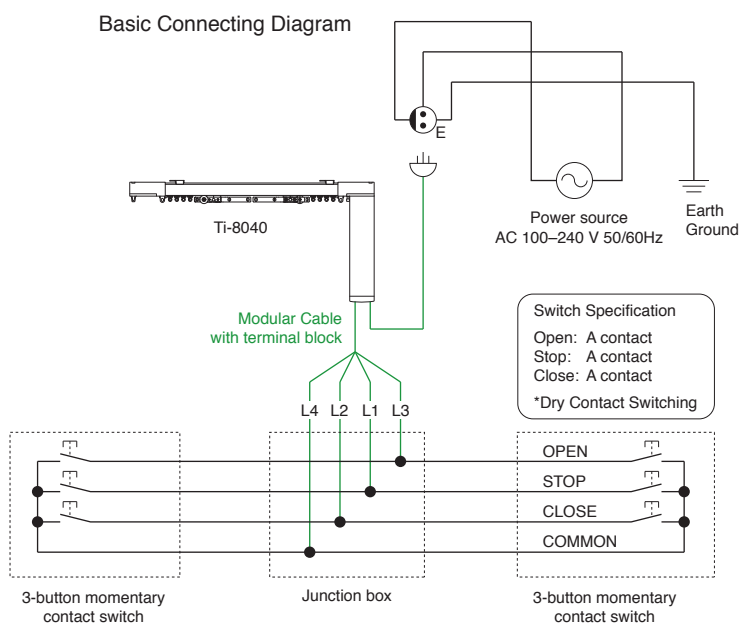 Basic Connecting Diagram
E
Ti-8040
Power source
AC 100–240 V 50/60Hz
Earth
Ground
Modular Cable
with terminal block
Switch Specification
Open: A contact
Stop: A contact
Close: A contact
*Dry Contact Switching
L4 L2 L1 L3
OPEN
STOP
CLOSE
COMMON
3-button momentary
contact switch
Junction box
3-button momentary
contact switch